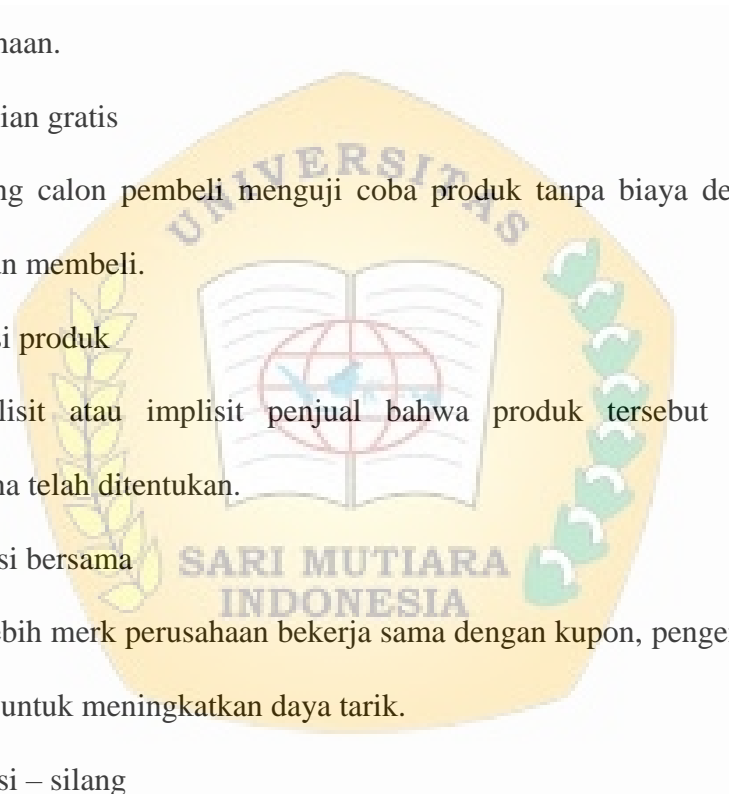 naan.
ian gratis
ng calon pembeli menguji coba produk tanpa biaya de
n membeli.
si produk
lisit atau implisit penjual bahwa produk tersebut
na telah ditentukan.
si bersama
ebih merk perusahaan bekerja sama dengan kupon, penge
untuk meningkatkan daya tarik.
si – silang
UNIVERSITAS
SARI MUTIARA
INDONESIA